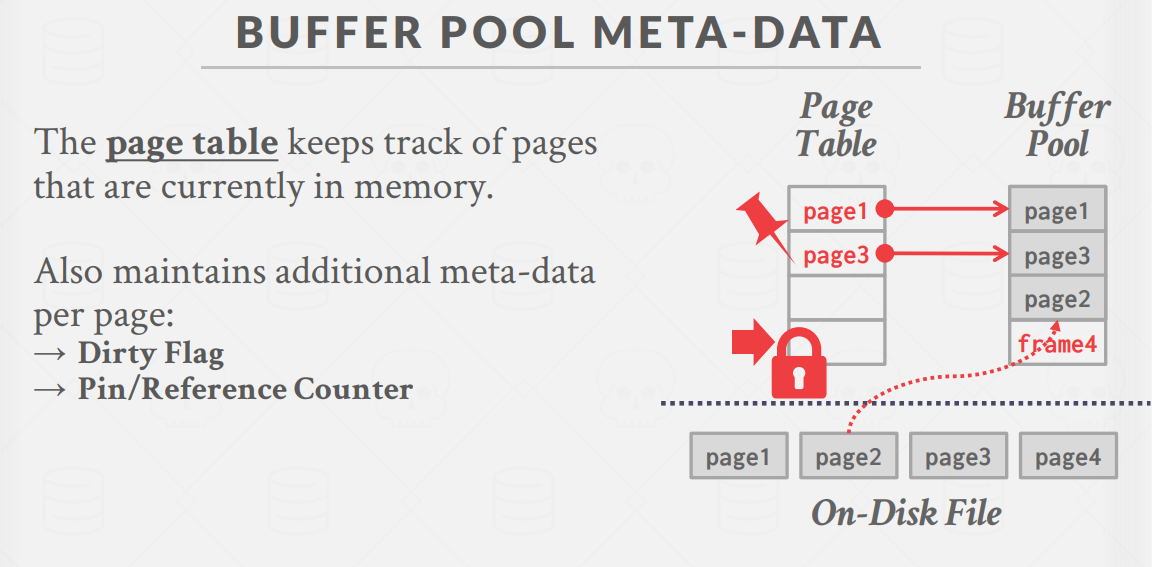 BUFFER POOL META-DATA
The page table keeps track of pages
that are currently in memory.
Also maintains additional meta-data
per page:
→ Dirty Flag
→ Pin/Reference Counter
Page
Table
page1
page3
Buffer
Pool
page1
page3
page2
frame4
page1 page2 page3 page4
On-Disk File